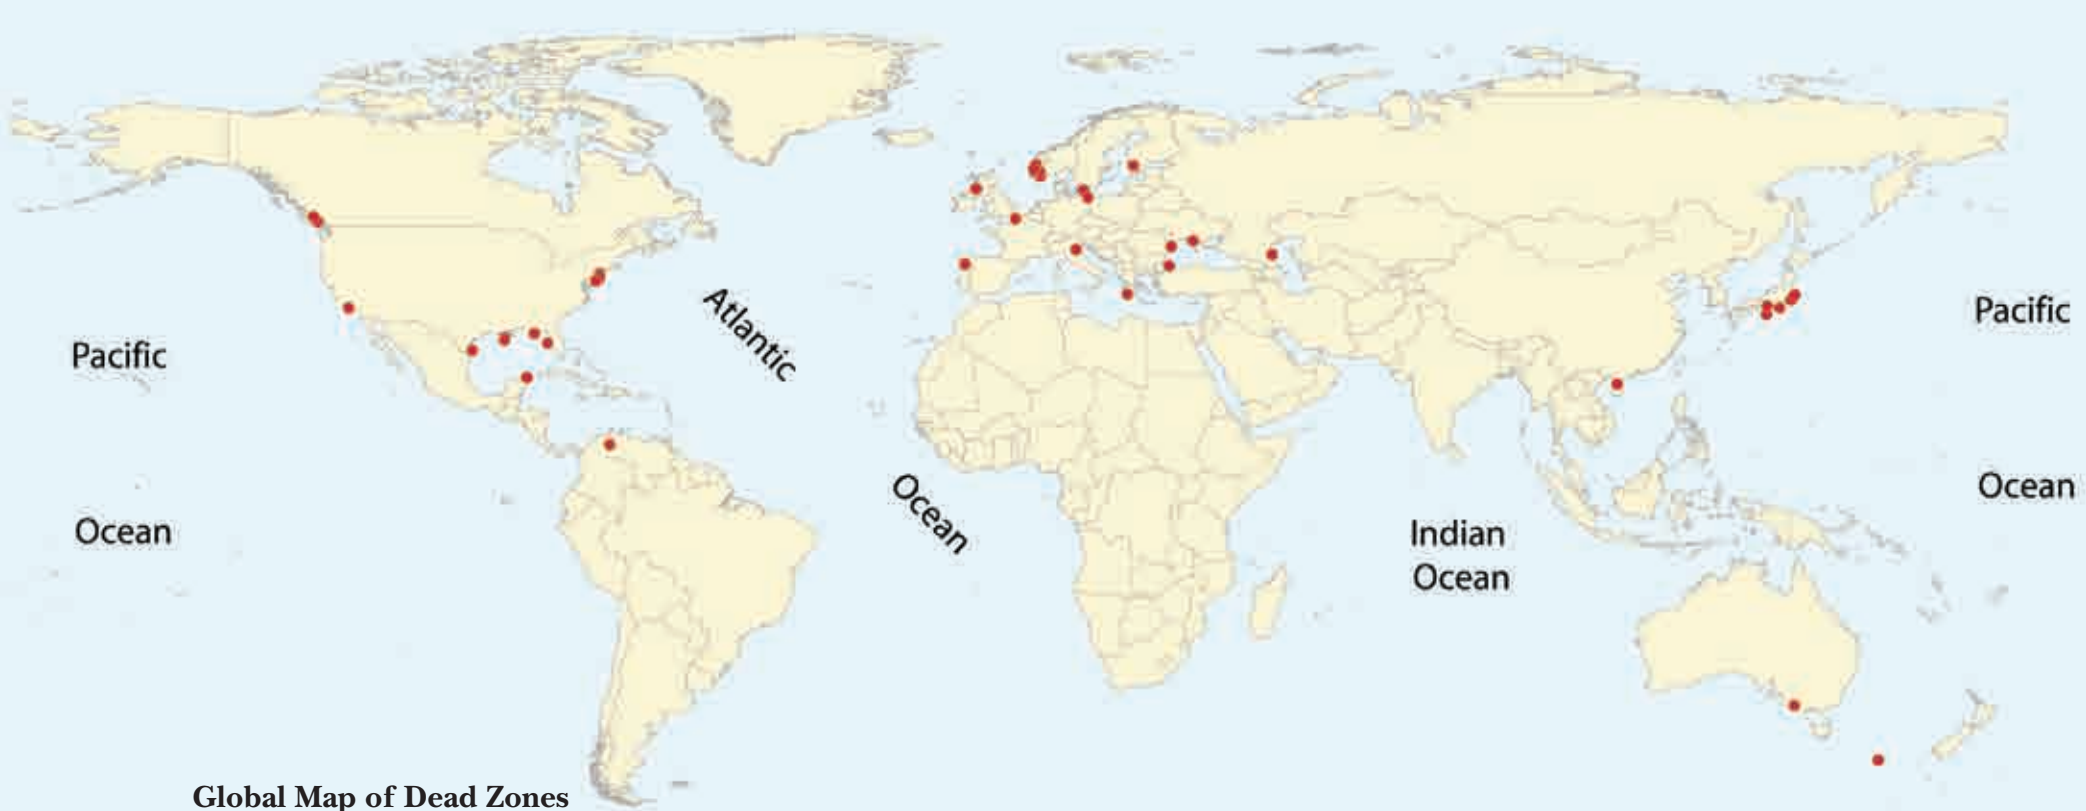 Pacific
Ocean
Atlantic
Ocean
Indian
Ocean
Pacific
Ocean
Global Map of Dead Zones